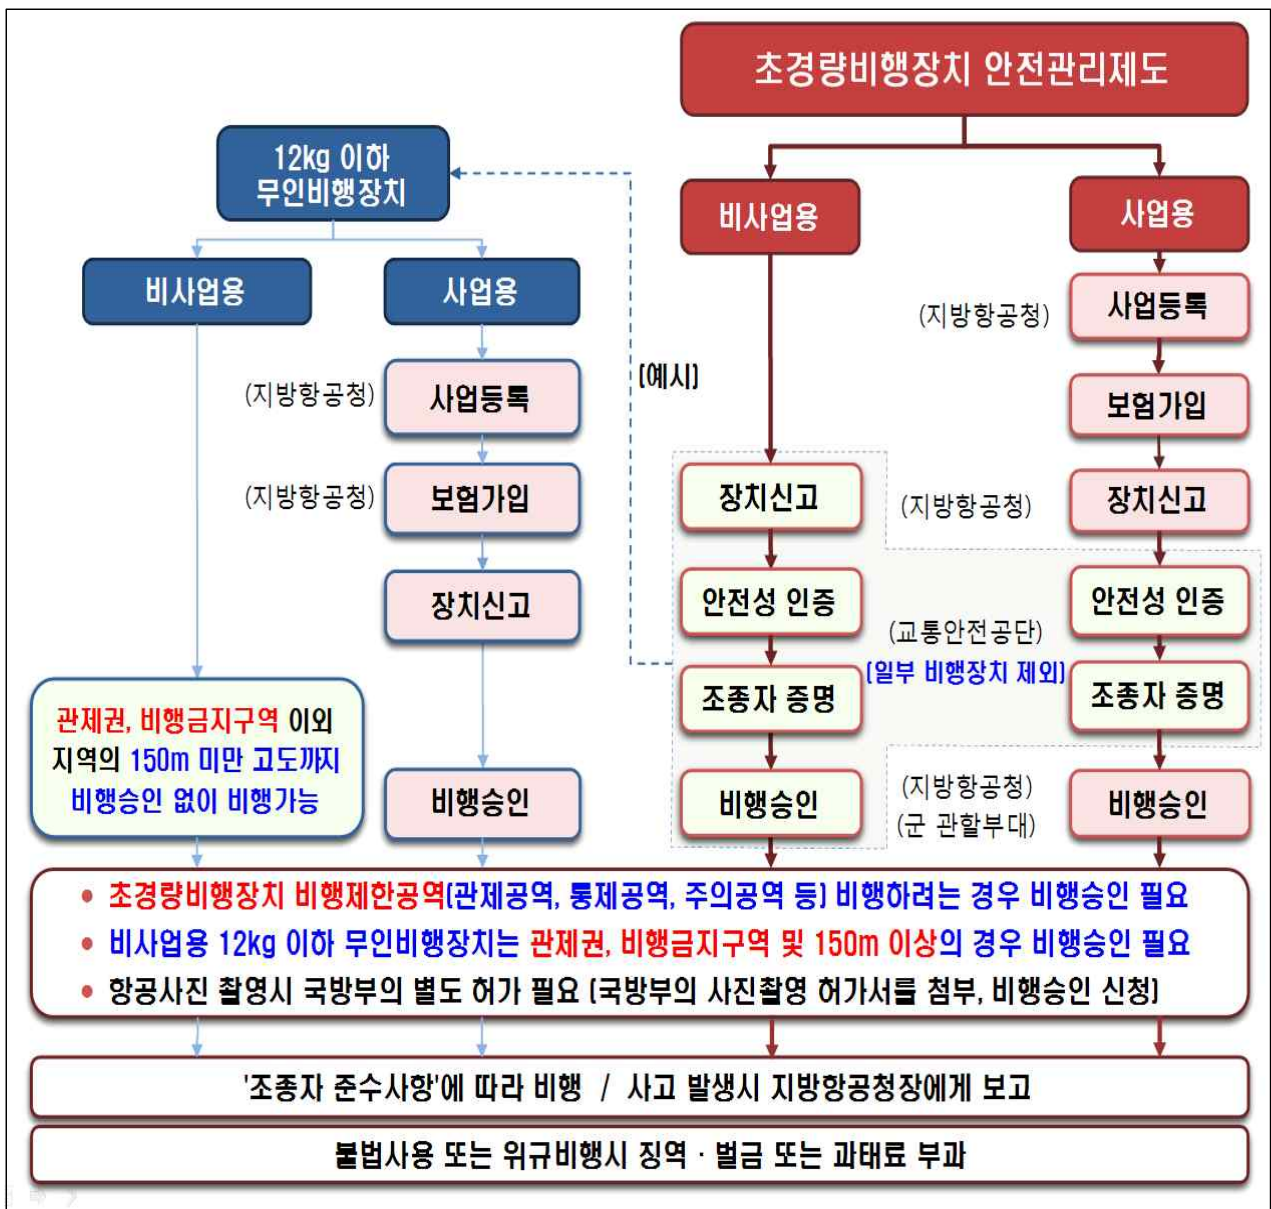 초경량비행장치 안전관리제도
12kg 이하
무인비행장치
비사업용
사업용
비사업용
사업용
(지방항공청)
사업등록
(지방항공청)
사업등록
[예시]
보험가입
(지방항공청)
보험가입
장치신고
(지방항공청)
장치신고
장치신고
안전성 인증
안전성 인증
(교통안전공단)
[일부 비행장치 제외]
조종자 증명
조종자 증명
관제권, 비행금지구역 이외
지역의 150m 미만 고도까지
비행승인 없이 비행가능
비행승인
비행승인
(지방항공청)
(군 관할부대)
비행승인
• 초경량비행장치 비행제한공역(관제공역, 통제공역, 주의공역 등) 비행하려는 경우 비행승인 필요
• 비사업용 12kg 이하 무인비행장치는 관제권, 비행금지구역 및 150m 이상의 경우 비행승인 필요
• 항공사진 촬영시 국방부의 별도 허가 필요 (국방부의 사진촬영 허가서를 첨부, 비행승인 신청)
'조종자 준수사항'에 따라 비행 / 사고 발생시 지방항공청장에게 보고
불법사용 또는 위규비행시 징역 · 벌금 또는 과태료 부과